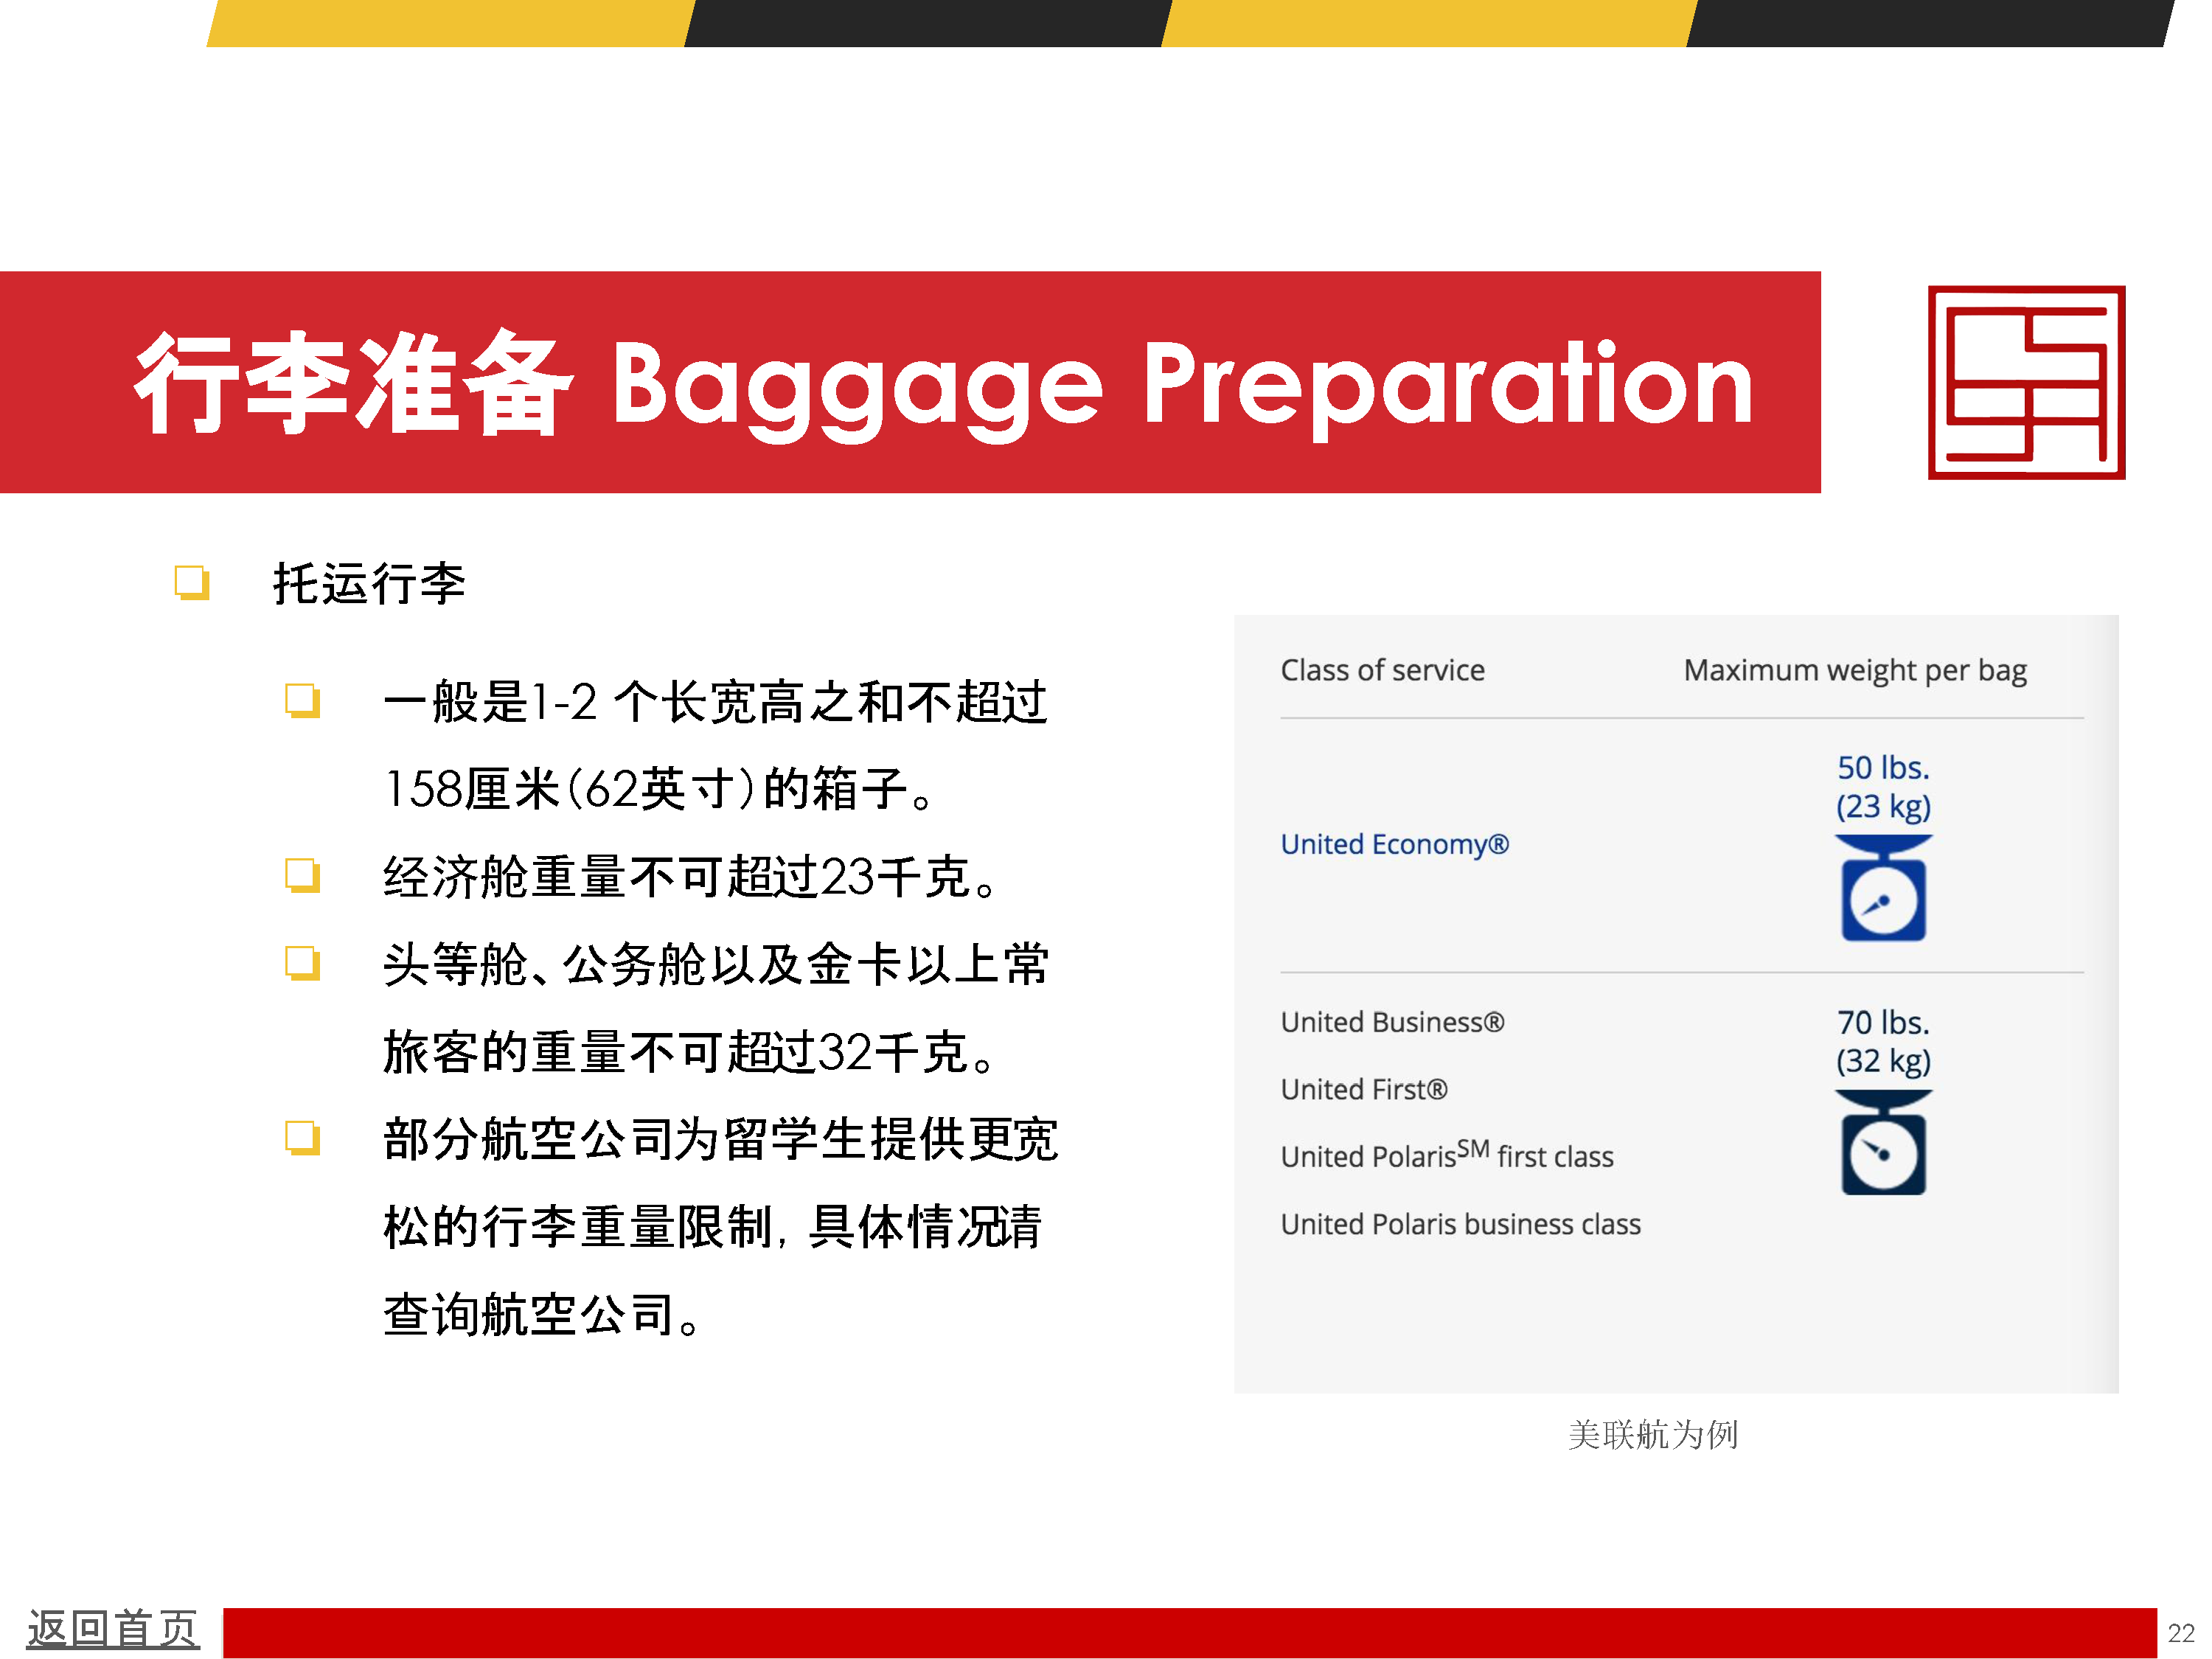 行李准备 Baggage Preparation
托运行李
一般是1-2 个长宽高之和不超过
158厘米(62英寸)的箱子。
经济舱重量不可超过23千克。
头等舱、公务舱以及金卡以上常
旅客的重量不可超过32千克。
部分航空公司为留学生提供更宽
松的行李重量限制，具体情况请
查询航空公司。
Class of service Maximum weight per bag
50 lbs.
(23 kg)
United Economy®
United Business® 70 lbs.
(32 kg)
United First®
United Polaris℠ first class
United Polaris business class
美联航为例
返回首页
22